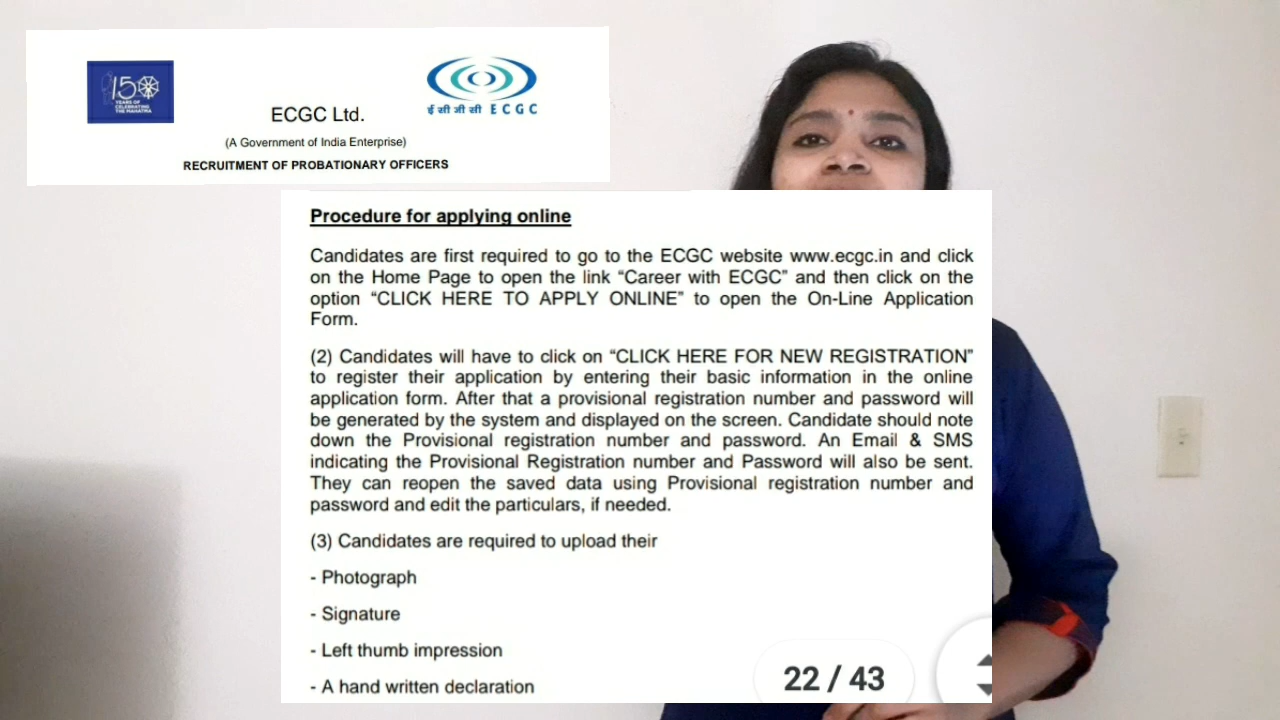 150
YEARS OF
CELEBRATING
THE MAHATMA
ई सी जी सी E C G C
ECGC Ltd.
(A Government of India Enterprise)
RECRUITMENT OF PROBATIONARY OFFICERS
Procedure for applying online
Candidates are first required to go to the ECGC website www.ecgc.in and click
on the Home Page to open the link “Career with ECGC” and then click on the
option “CLICK HERE TO APPLY ONLINE” to open the On-Line Application
Form.
(2) Candidates will have to click on “CLICK HERE FOR NEW REGISTRATION”
to register their application by entering their basic information in the online
application form. After that a provisional registration number and password will
be generated by the system and displayed on the screen. Candidate should note
down the Provisional registration number and password. An Email & SMS
indicating the Provisional Registration number and Password will also be sent.
They can reopen the saved data using Provisional registration number and
password and edit the particulars, if needed.
(3) Candidates are required to upload their
- Photograph
- Signature
- Left thumb impression
- A hand written declaration
22 / 43